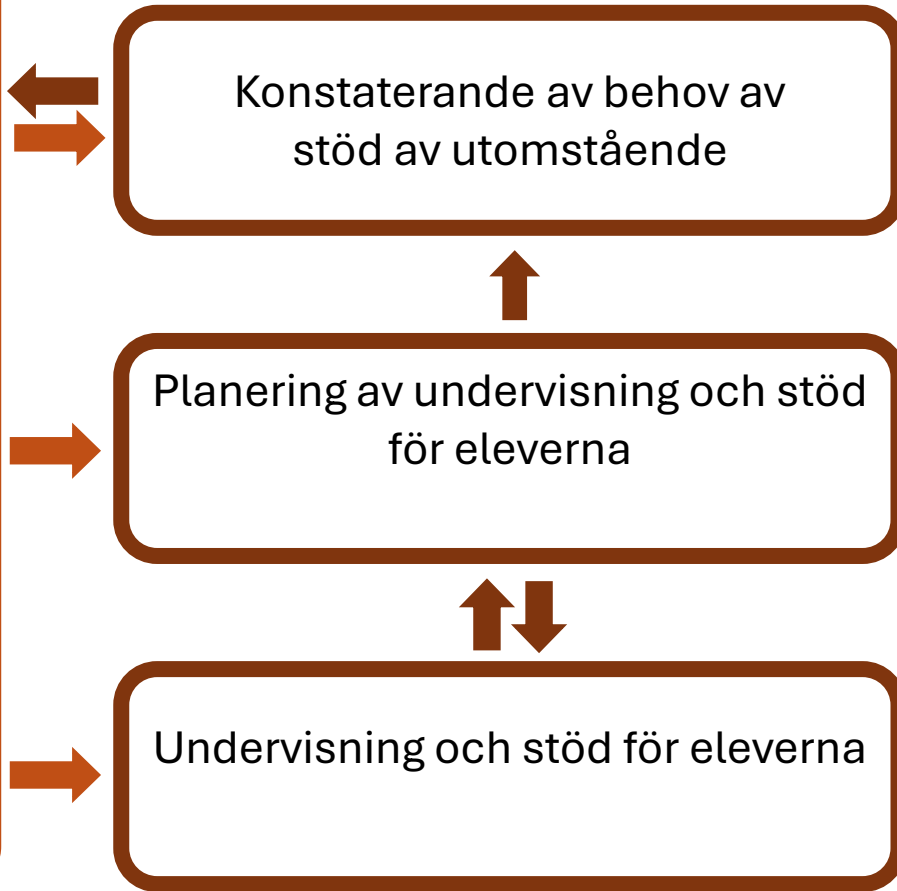 Konstaterande av behov av
stöd av utomstående
Planering av undervisning och stöd
för eleverna
Undervisning och stöd för eleverna